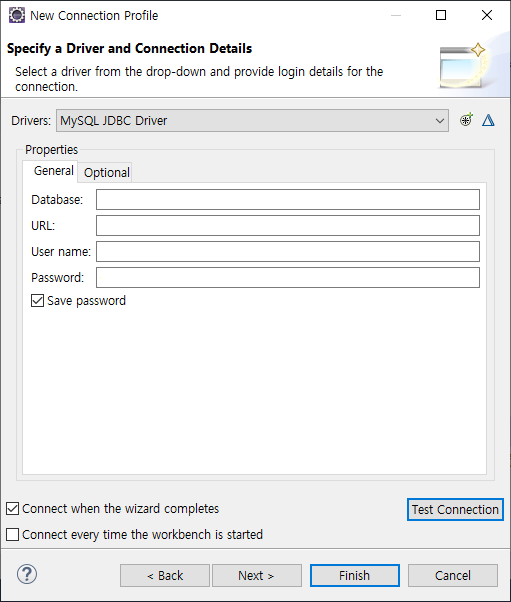 New Connection Profile
Specify a Driver and Connection Details
Select a driver from the drop-down and provide login details for the
connection.
Drivers: MySQL JDBC Driver
Properties
General Optional
Database:
URL:
User name:
Password:
Save password
Connect when the wizard completes
Test Connection
Connect every time the workbench is started
? < Back Next > Finish Cancel